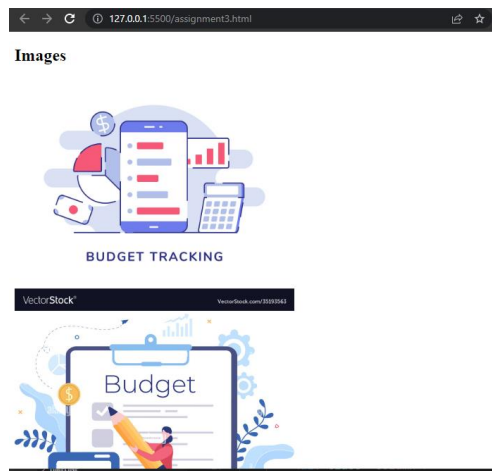 127.0.0.1:5500/assignment3.html
Images
$
BUDGET TRACKING
VectorStock® VectorStock.com/35193563
Budget
$